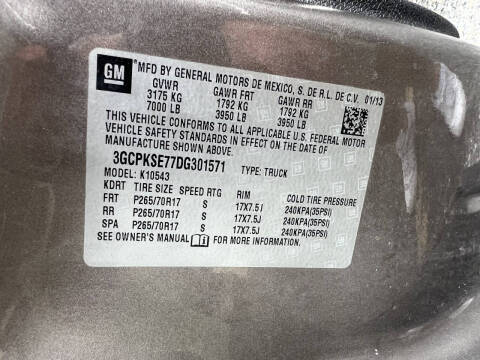 GM
MFD BY GENERAL MOTORS DE MEXICO, S. DE R.L. DE C.V. 01/13
GVWR GAWR FRT GAWR RR
3175 KG 1792 KG 1792 KG
7000 LB 3950 LB 3950 LB
THIS VEHICLE CONFORMS TO ALL APPLICABLE U.S. FEDERAL MOTOR
VEHICLE SAFETY STANDARDS IN EFFECT ON THE DATE OF
MANUFACTURE SHOWN ABOVE.
3GCPKSE77DG301571 TYPE: TRUCK
MODEL: K10543
KDRT TIRE SIZE SPEED RTG RIM COLD TIRE PRESSURE
FRT P265/70R17 S 17X7.5J 240KPA(35PSI)
RR P265/70R17 S 17X7.5J 240KPA(35PSI)
SPA P265/70R17 S 17X7.5J 240KPA(35PSI)
SEE OWNER'S MANUAL FOR MORE INFORMATION.